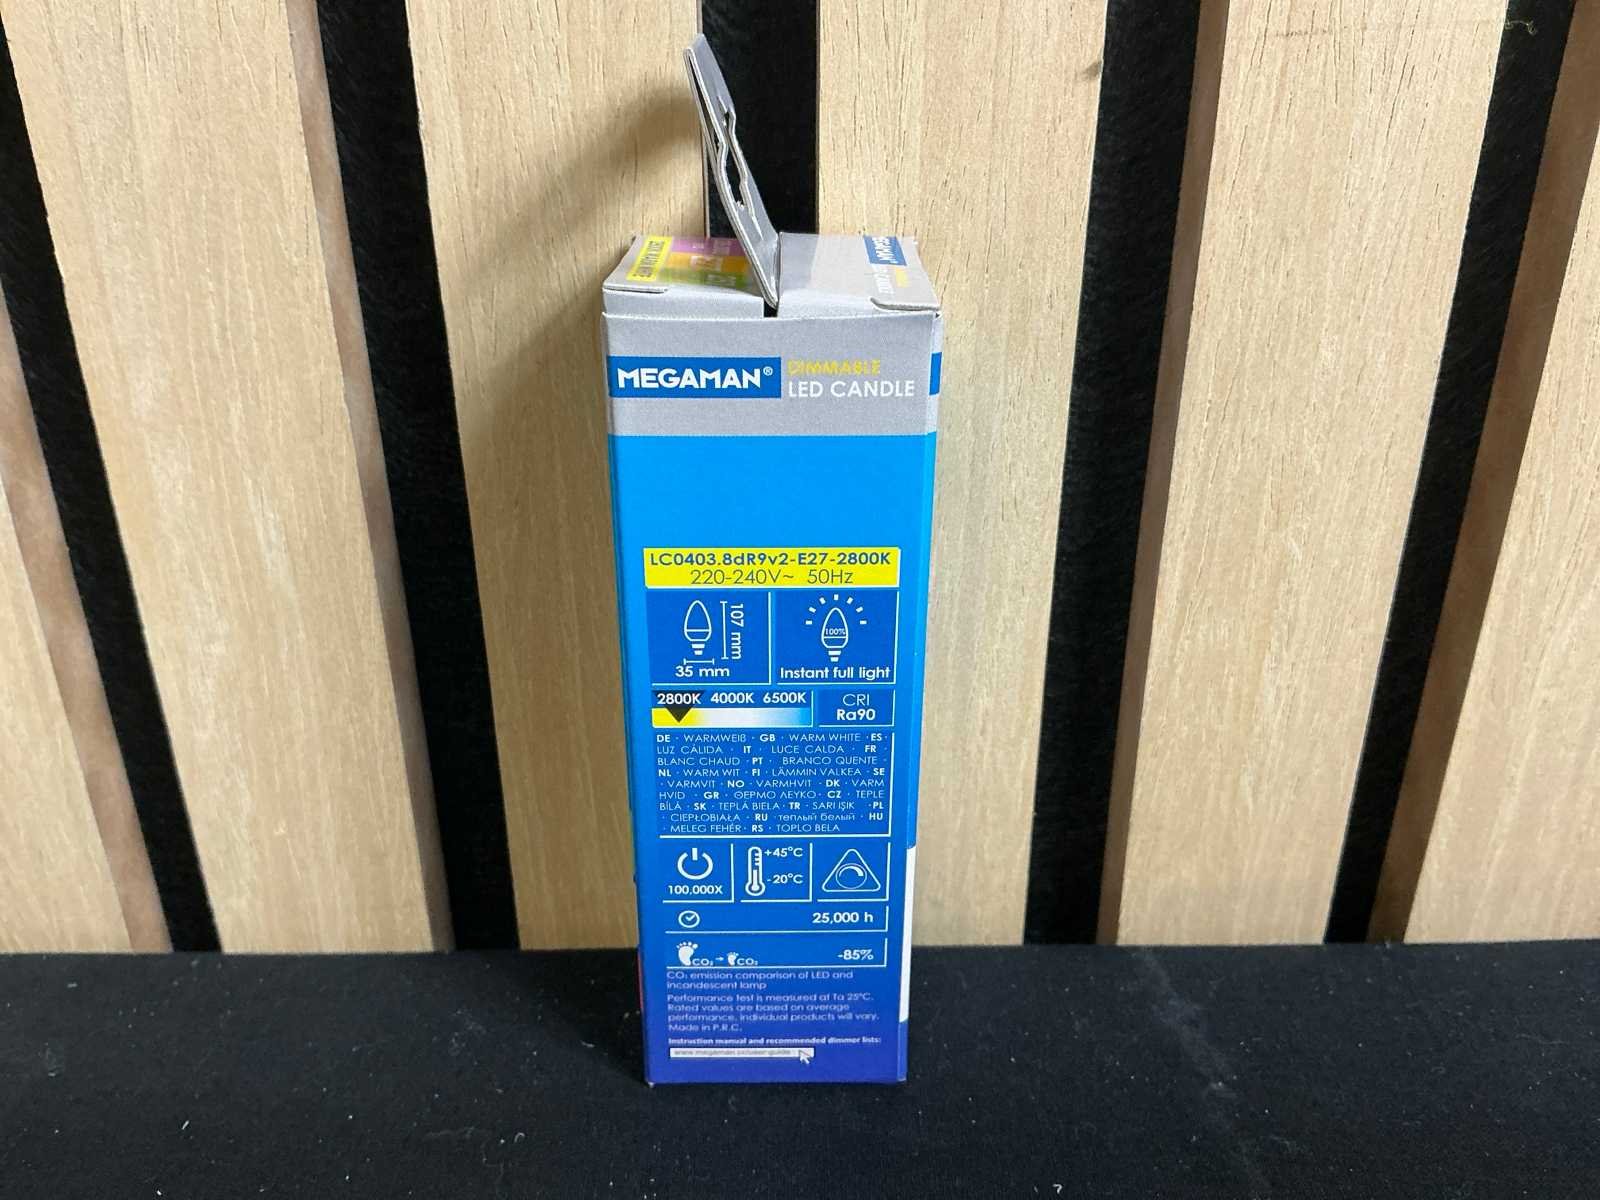 MEGAMAN® DIMMABLE
LED CANDLE
LC0403.8dR9v2-E27-2800K
220-240V~ 50Hz
107 mm
35 mm
100%
Instant full light
2800K 4000K 6500K
CRI
Ra90
DE · WARMWEIß · GB · WARM WHITE · ES ·
LUZ CÁLIDA · IT · LUCE CALDA · FR ·
BLANC CHAUD · PT · BRANCO QUENTE ·
NL · WARM WIT · FI · LÄMMIN VALKEA · SE
· VARMVIT · NO · VARMHVIT · DK · VARM
HVID · GR · ΘΕΡΜΟ ΛΕΥΚΟ · CZ · TEPLE
BÍLÁ · SK · TEPLÁ BIELA · TR · SARI IŞIK · PL
· CIEPŁOBIAŁA · RU · теплый белый · HU
· MELEG FEHÉR · RS · TOPLO BELA
100,000X
+45°C
-20°C
25,000 h
CO₂ → CO₂
-85%
CO₂ emission comparison of LED and
incandescent lamp
Performance test is measured at Ta 25°C.
Rated values are based on average
performance, individual products will vary.
Made in P.R.C.
Instruction manual and recommended dimmer lists: